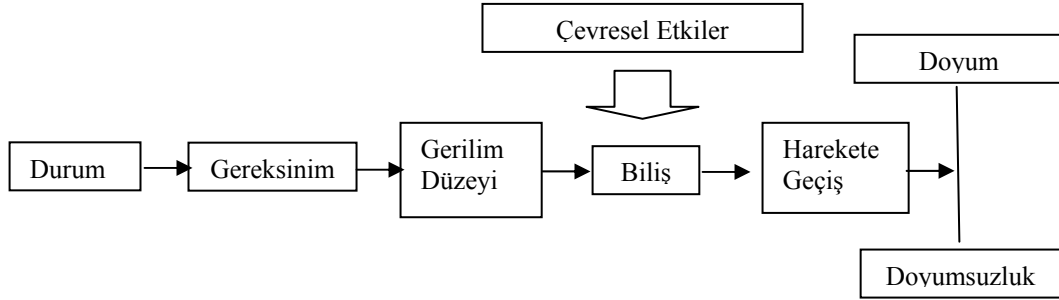 Çevresel Etkiler
Doyum
Durum
Gereksinim
Gerilim
Düzeyi
Biliş
Harekete
Geçiş
Doyumsuzluk